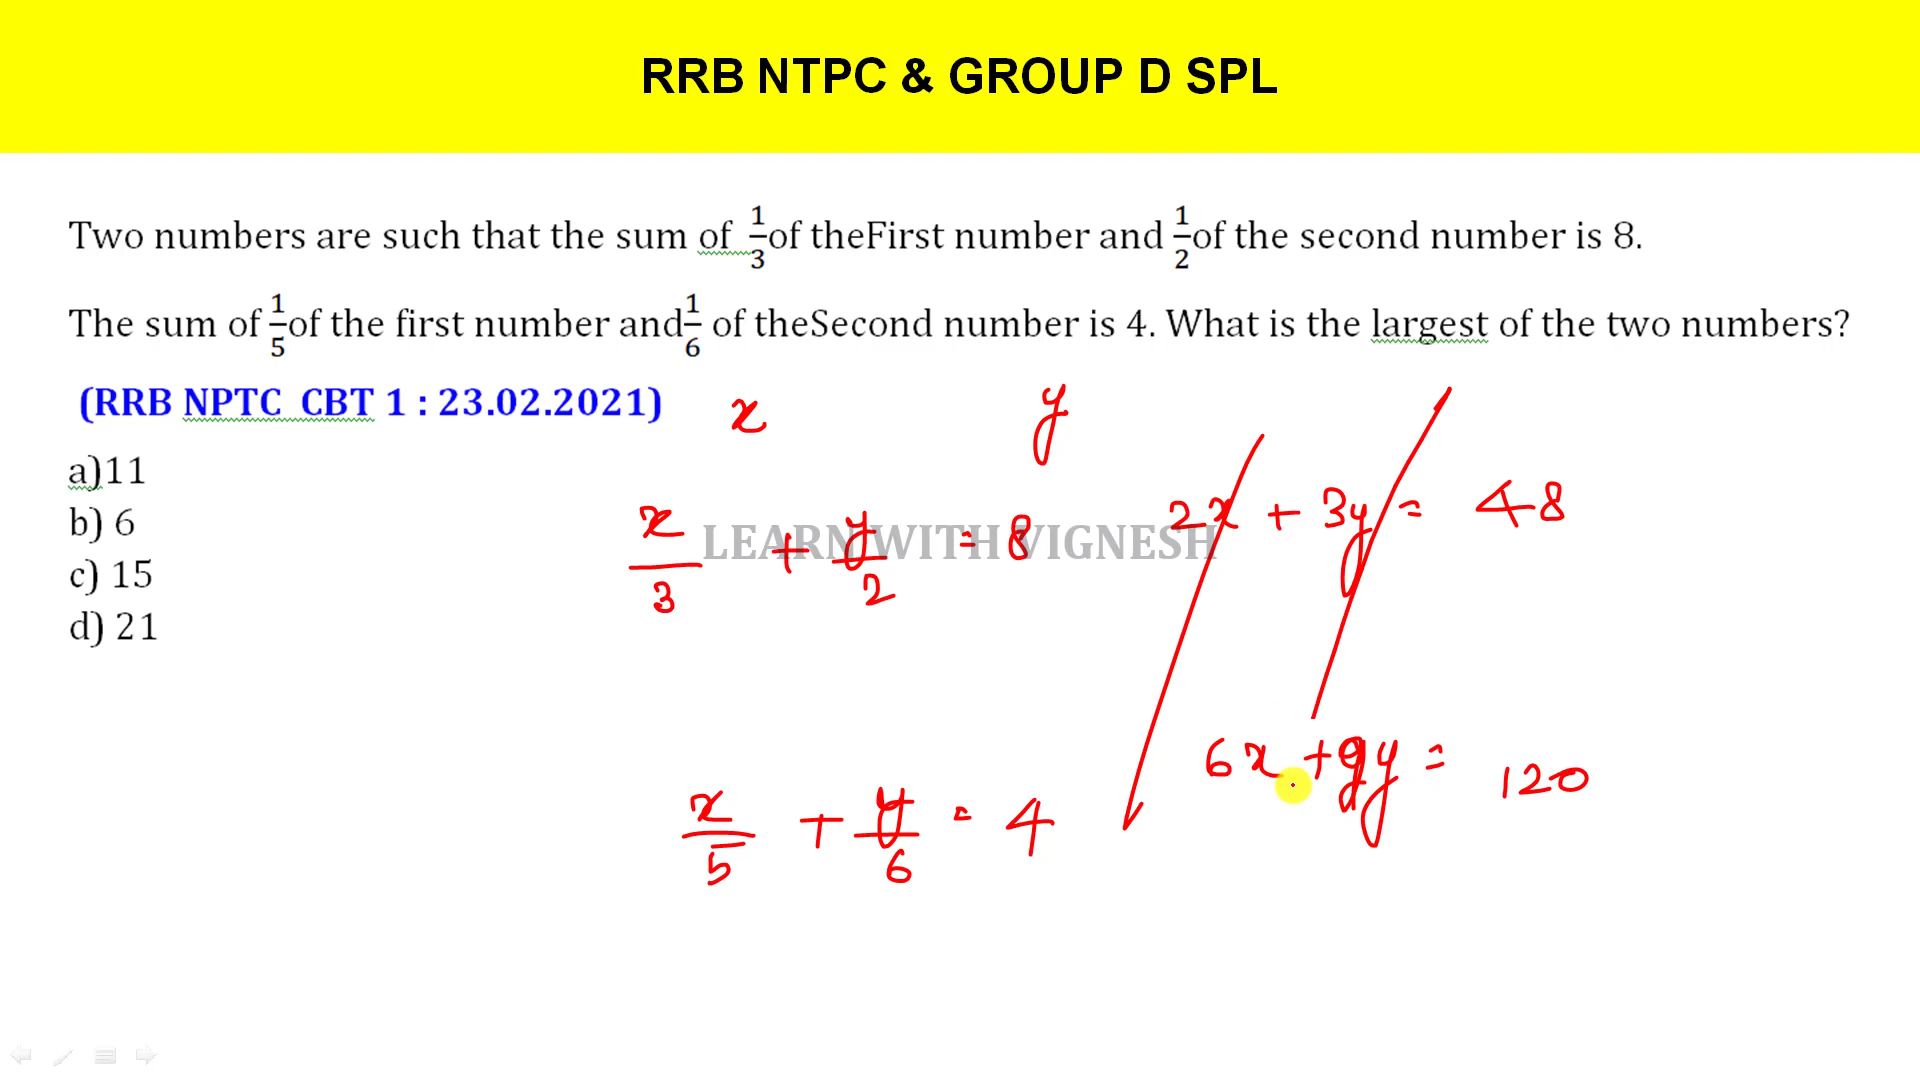 RRB NTPC & GROUP D SPL
Two numbers are such that the sum of 1/3 of theFirst number and 1/2 of the second number is 8.
The sum of 1/5 of the first number and 1/6 of theSecond number is 4. What is the largest of the two numbers?
(RRB NPTC CBT 1 : 23.02.2021)
x y
a)11
b) 6
c) 15
d) 21
x/3 + y/2 = 8
2x + 3y = 48
LEARN WITH VIGNESH
6x + 9y = 120
x/5 + y/6 = 4